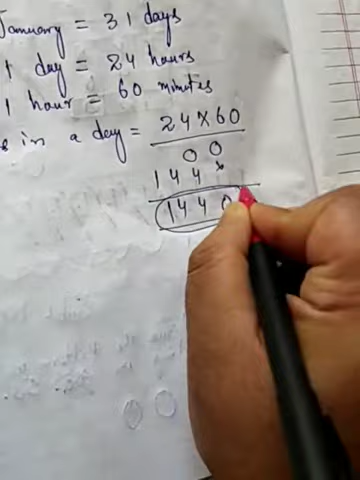 January = 31 days
1 day = 24 hours
1 hour = 60 minutes
in a day = 24 × 60
0 0
1 4 4 ×
1 4 4 0